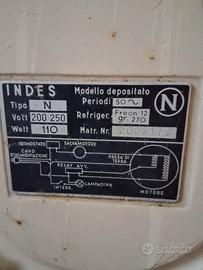 INDES
Modello depositato
Tipo N
Periodi 50
N
Volt 200 250
Refriger. Freon 12
gr. 270
Watt 110
Matr. Nr.
TERMOSTATO
SALVAMOTORE
CAVO
D'ALIMENTAZIONE
RELAY AVV.
PRESA DI
TERRA
INTERR.
LAMPADINA
MOTORE
subito